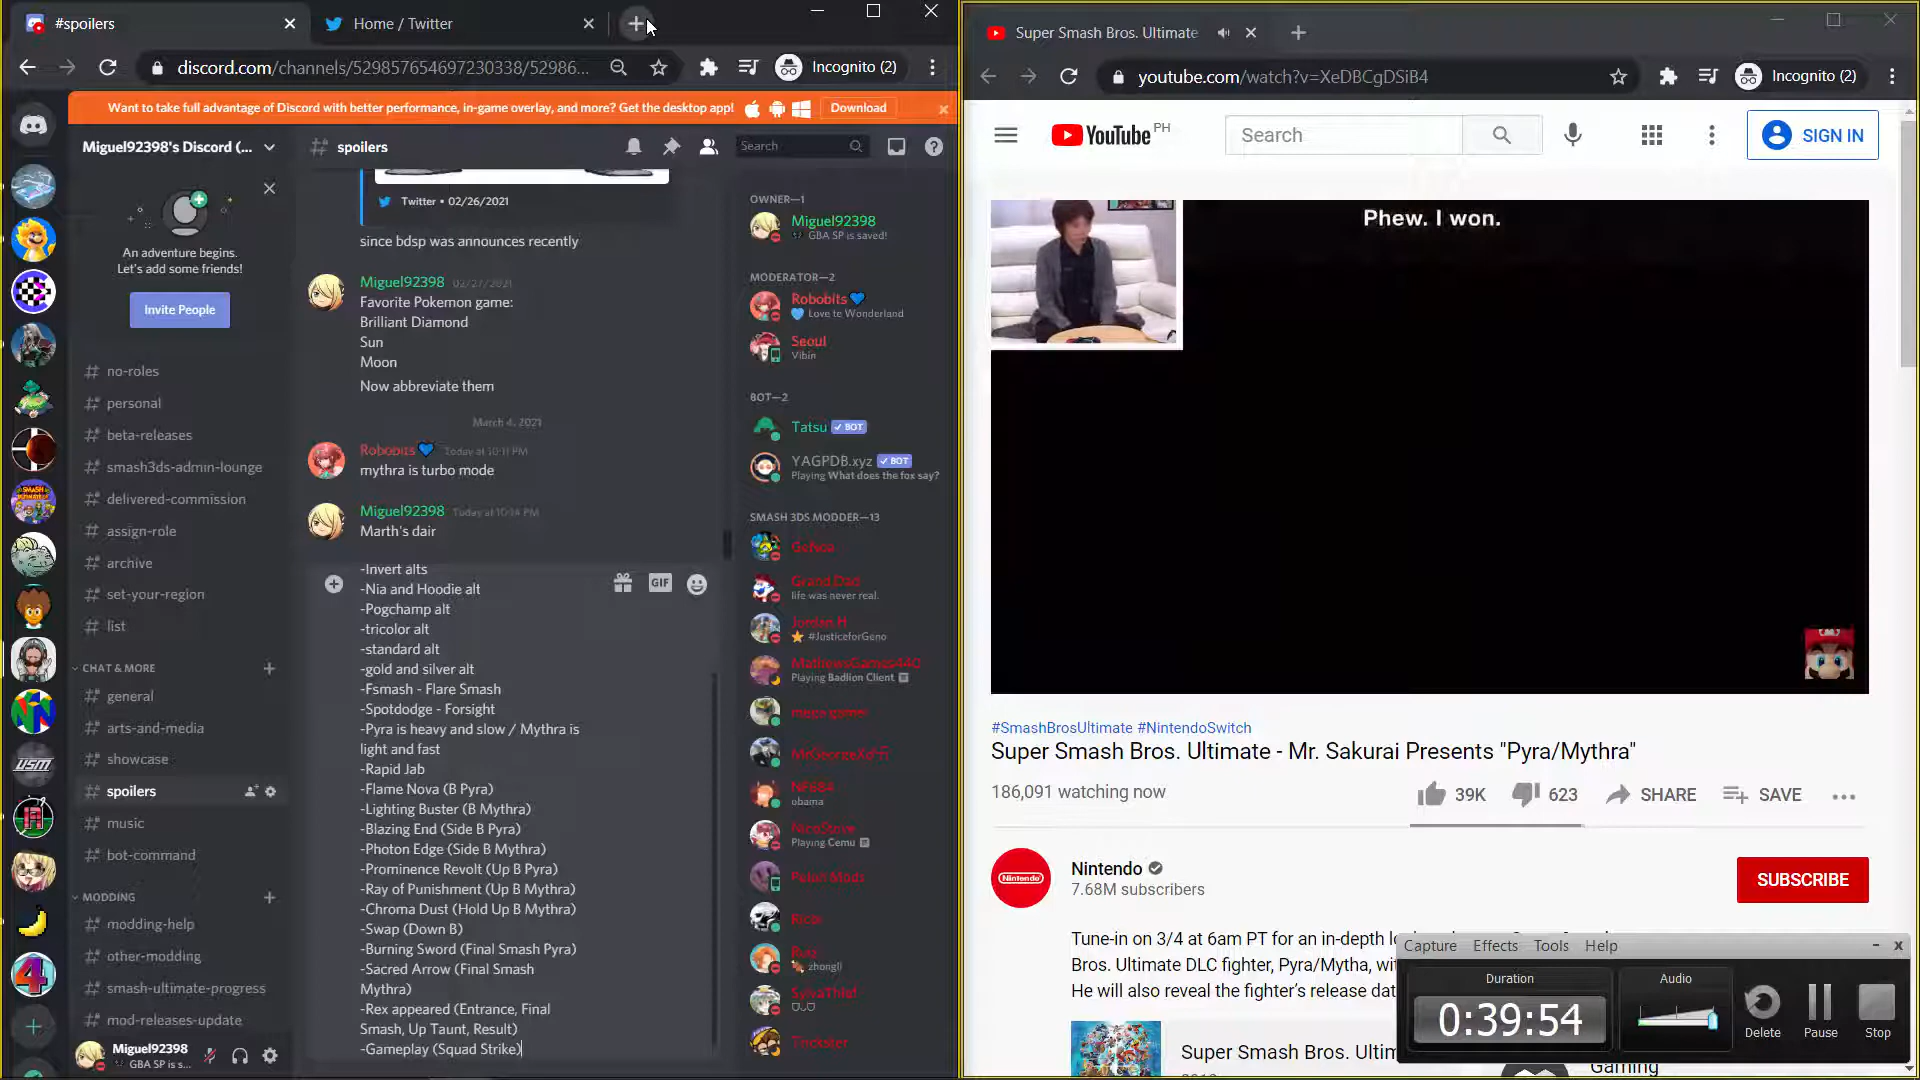 #spoilers
Home / Twitter
discord.com/channels/529857654697230338/52986...
Incognito (2)
Want to take full advantage of Discord with better performance, in-game overlay, and more? Get the desktop app!
Download
Miguel92398's Discord (...
An adventure begins.
Let's add some friends!
Invite People
no-roles
personal
beta-releases
smash3ds-admin-lounge
delivered-commission
assign-role
archive
set-your-region
list
CHAT & MORE
general
arts-and-media
showcase
spoilers
music
bot-command
MODDING
modding-help
other-modding
smash-ultimate-progress
mod-releases-update
Miguel92398
GBA SP is s...
spoilers
Search
Twitter • 02/26/2021
since bdsp was announces recently
Miguel92398 02/27/2021
Favorite Pokemon game:
Brilliant Diamond
Sun
Moon
Now abbreviate them
March 4, 2021
Robobits Today at 10:11 PM
mythra is turbo mode
Miguel92398 Today at 10:14 PM
Marth's dair
-Invert alts
-Nia and Hoodie alt
-Pogchamp alt
-tricolor alt
-standard alt
-gold and silver alt
-Fsmash - Flare Smash
-Spotdodge - Forsight
-Pyra is heavy and slow / Mythra is
light and fast
-Rapid Jab
-Flame Nova (B Pyra)
-Lighting Buster (B Mythra)
-Blazing End (Side B Pyra)
-Photon Edge (Side B Mythra)
-Prominence Revolt (Up B Pyra)
-Ray of Punishment (Up B Mythra)
-Chroma Dust (Hold Up B Mythra)
-Swap (Down B)
-Burning Sword (Final Smash Pyra)
-Sacred Arrow (Final Smash
Mythra)
-Rex appeared (Entrance, Final
Smash, Up Taunt, Result)
-Gameplay (Squad Strike)
GIF
OWNER—1
Miguel92398
GBA SP is saved!
MODERATOR—2
Robobits
Love te Wonderland
Seoul
Vibin
BOT—2
Tatsu ✓ BOT
YAGPDB.xyz ✓ BOT
Playing What does the fox say?
SMASH 3DS MODDER—13
Grand Dad
life was never real.
Jordan H
#JusticeforGeno
MathewsGames440
Playing Badlion Client
mega gamer
NF684
obama
NicoStrike
Playing Cemu
Rico
Ruiz
zhongli
SylvaThief
OuO
Trickster
Super Smash Bros. Ultimate
youtube.com/watch?v=XeDBCgDSiB4
Incognito (2)
YouTube PH
Search
SIGN IN
Phew. I won.
#SmashBrosUltimate #NintendoSwitch
Super Smash Bros. Ultimate - Mr. Sakurai Presents "Pyra/Mythra"
186,091 watching now
39K
623
SHARE
SAVE
Nintendo
Nintendo
7.68M subscribers
SUBSCRIBE
Tune-in on 3/4 at 6am PT for an in-depth lo
Bros. Ultimate DLC fighter, Pyra/Mytha, wit
He will also reveal the fighter's release dat
Super Smash Bros. Ultim
Gaming
Capture Effects Tools Help
Duration
0:39:54
Audio
Delete
Pause
Stop